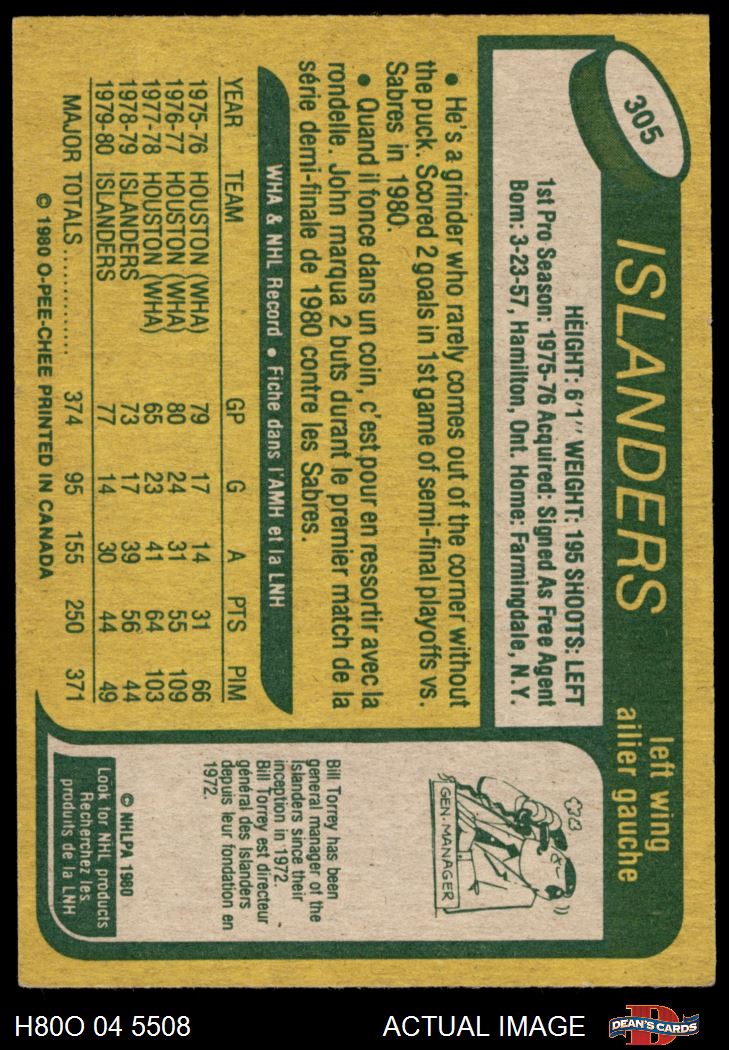 305
ISLANDERS
left wing
ailier gauche
HEIGHT: 6'1" WEIGHT: 195 SHOOTS: LEFT
1st Pro Season: 1975-76 Acquired: Signed As Free Agent
Born: 3-23-57, Hamilton, Ont. Home: Farmingdale, N.Y.
• He's a grinder who rarely comes out of the corner without
the puck. Scored 2 goals in 1st game of semi-final playoffs vs.
Sabres in 1980.
• Quand il fonce dans un coin, c'est pour en ressortir avec la
rondelle. John marqua 2 buts durant le premier match de la
série demi-finale de 1980 contre les Sabres.
WHA & NHL Record • Fiche dans l'AMH et la LNH
YEAR TEAM GP G A PTS PIM
1975-76 HOUSTON (WHA) 79 17 14 31 66
1976-77 HOUSTON (WHA) 80 24 31 55 109
1977-78 HOUSTON (WHA) 65 23 41 64 103
1978-79 ISLANDERS 73 17 39 56 44
1979-80 ISLANDERS 77 14 30 44 49
MAJOR TOTALS ............ 374 95 155 250 371
© 1980 O-PEE-CHEE PRINTED IN CANADA
GEN. MANAGER
Bill Torrey has been
general manager of the
Islanders since their
inception in 1972.
Bill Torrey est directeur
général des Islanders
depuis leur fondation en
1972.
© NHLPA 1980
Look for NHL products
Recherchez les
produits de la LNH
H80O 04 5508
ACTUAL IMAGE
DEAN'S CARDS